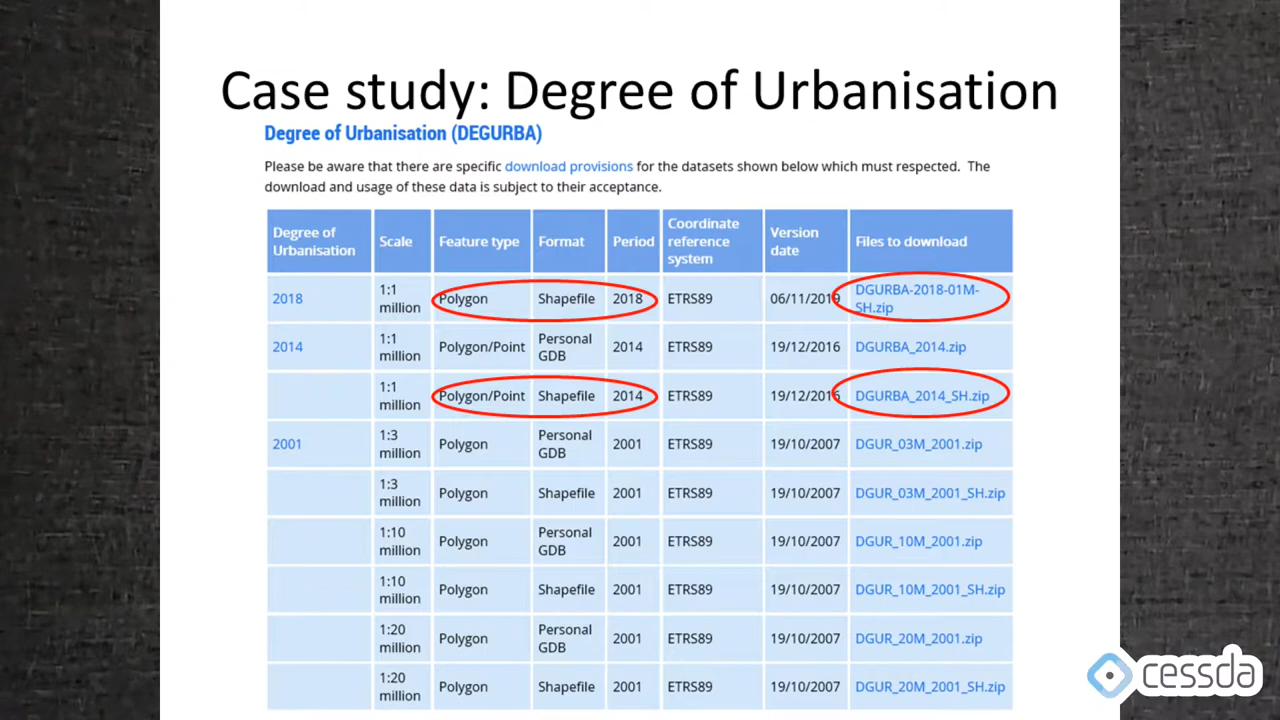 Case study: Degree of Urbanisation
Degree of Urbanisation (DEGURBA)
Please be aware that there are specific download provisions for the datasets shown below which must respected. The
download and usage of these data is subject to their acceptance.
Degree of Urbanisation Scale Feature type Format Period Coordinate reference system Version date Files to download
2018 1:1 million Polygon Shapefile 2018 ETRS89 06/11/2019 DGURBA-2018-01M-SH.zip
2014 1:1 million Polygon/Point Personal GDB 2014 ETRS89 19/12/2016 DGURBA_2014.zip
1:1 million Polygon/Point Shapefile 2014 ETRS89 19/12/2016 DGURBA_2014_SH.zip
2001 1:3 million Polygon Personal GDB 2001 ETRS89 19/10/2007 DGUR_03M_2001.zip
1:3 million Polygon Shapefile 2001 ETRS89 19/10/2007 DGUR_03M_2001_SH.zip
1:10 million Polygon Personal GDB 2001 ETRS89 19/10/2007 DGUR_10M_2001.zip
1:10 million Polygon Shapefile 2001 ETRS89 19/10/2007 DGUR_10M_2001_SH.zip
1:20 million Polygon Personal GDB 2001 ETRS89 19/10/2007 DGUR_20M_2001.zip
1:20 million Polygon Shapefile 2001 ETRS89 19/10/2007 DGUR_20M_2001_SH.zip
cessda